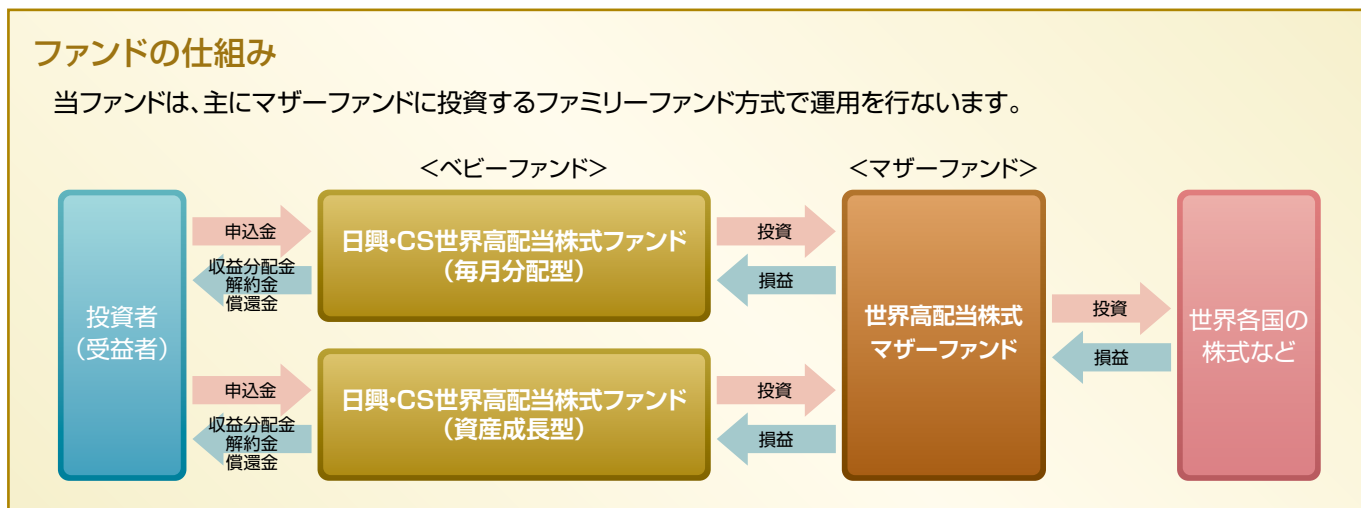 ファンドの仕組み
当ファンドは、主にマザーファンドに投資するファミリーファンド方式で運用を行ないます。
<ベビーファンド>
<マザーファンド>
投資者
(受益者)
申込金
収益分配金
解約金
償還金
日興・CS世界高配当株式ファンド
(毎月分配型)
投資
損益
申込金
収益分配金
解約金
償還金
日興・CS世界高配当株式ファンド
(資産成長型)
投資
損益
世界高配当株式
マザーファンド
投資
損益
世界各国の
株式など